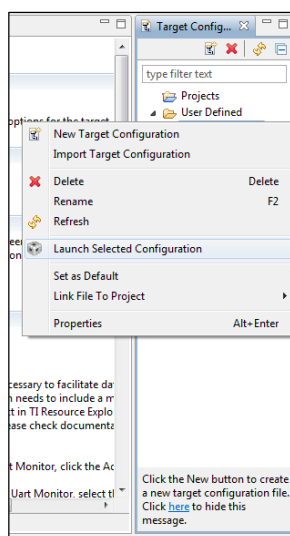 Target Config...
type filter text
Projects
options for the target
User Defined
New Target Configuration
Import Target Configuration
Delete Delete
Rename F2
Refresh
Launch Selected Configuration
Set as Default
Link File To Project
Properties Alt+Enter
cessary to facilitate da
n needs to include a m
ct in TI Resource Explo
ease check documenta
t Monitor, click the Ac
Uart Monitor, select t
Click the New button to create
a new target configuration file.
Click here to hide this
message.